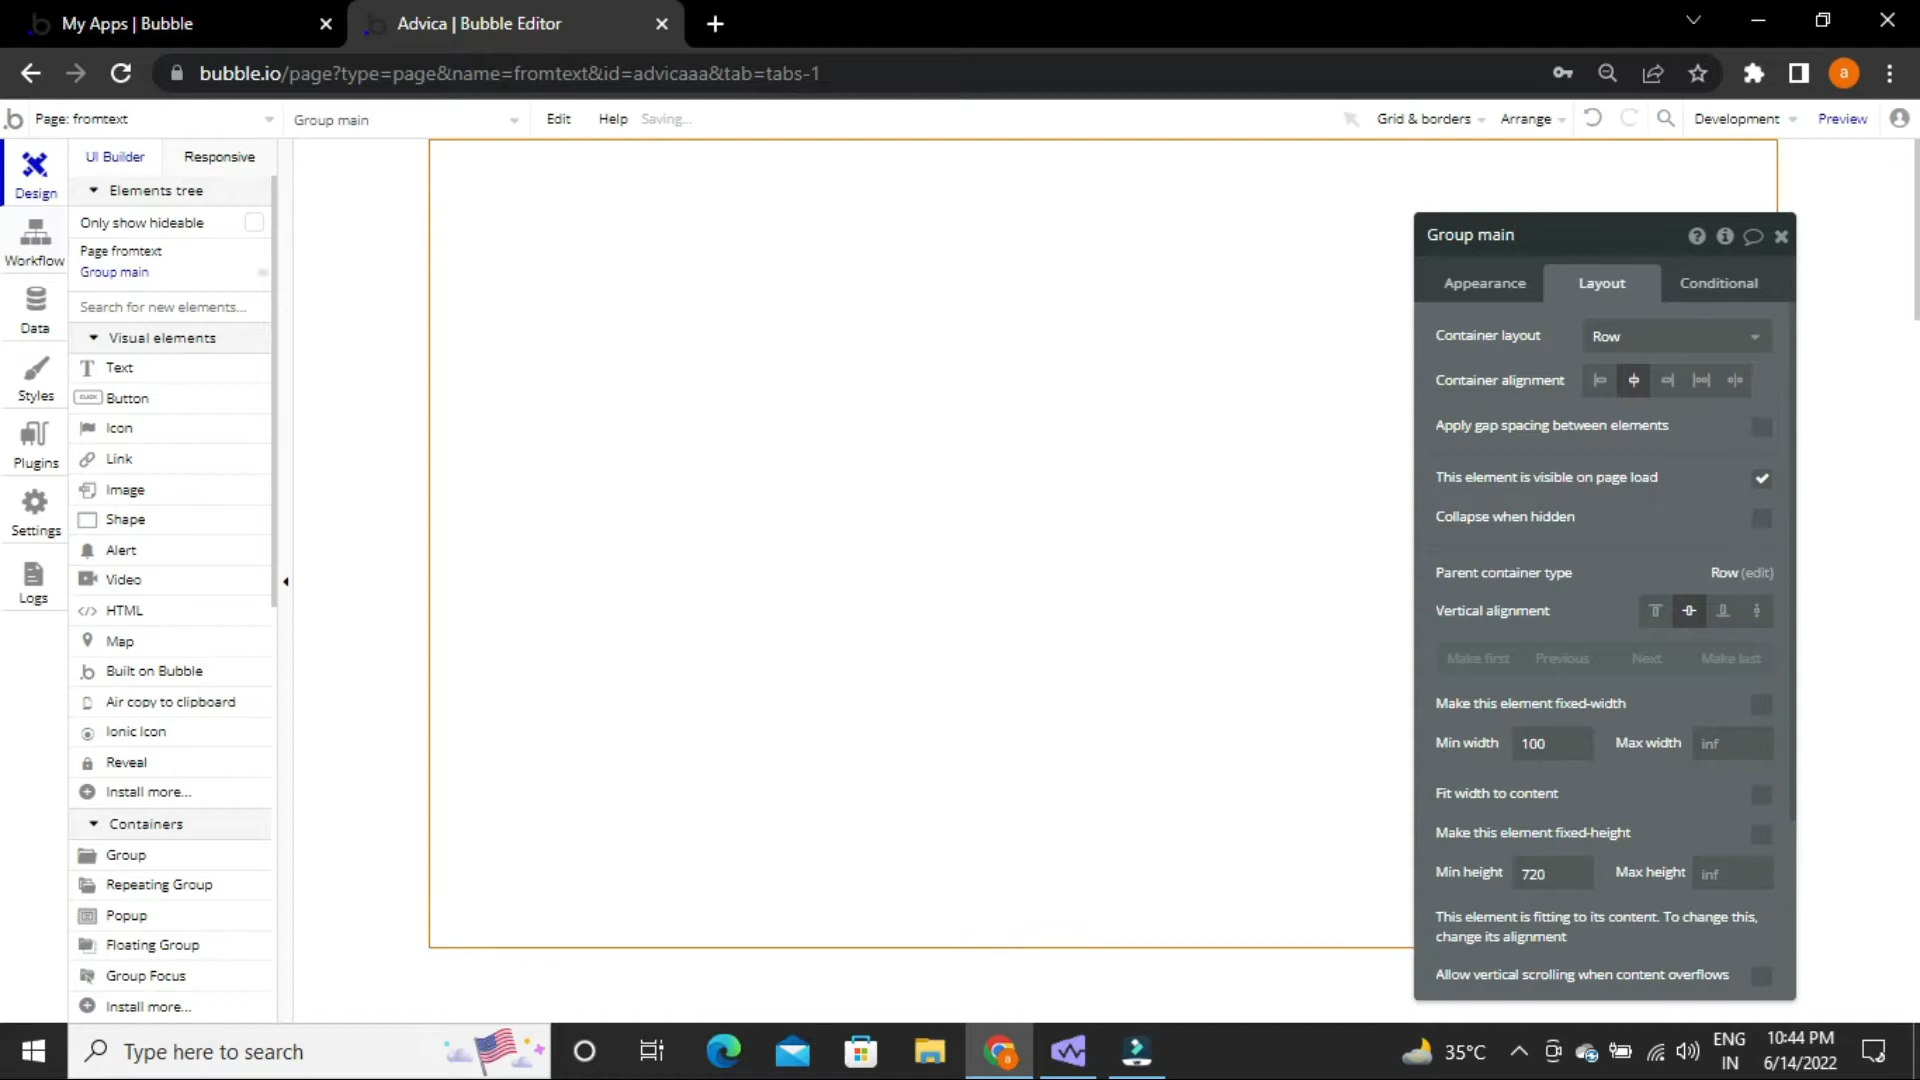 My Apps | Bubble
Advica | Bubble Editor
bubble.io/page?type=page&name=fromtext&id=advicaaa&tab=tabs-1
a
Page: fromtext
Group main
Edit
Help
Saving...
Grid & borders
Arrange
Development
Preview
Design
Workflow
Data
Styles
Plugins
Settings
Logs
UI Builder
Responsive
Elements tree
Only show hideable
Page fromtext
Group main
Search for new elements...
Visual elements
Text
CLICK Button
Icon
Link
Image
Shape
Alert
Video
HTML
Map
Built on Bubble
Air copy to clipboard
Ionic Icon
Reveal
Install more...
Containers
Group
Repeating Group
Popup
Floating Group
Group Focus
Install more...
Group main
Appearance
Layout
Conditional
Container layout
Row
Container alignment
Apply gap spacing between elements
This element is visible on page load
Collapse when hidden
Parent container type
Row (edit)
Vertical alignment
Make first
Previous
Next
Make last
Make this element fixed-width
Min width
100
Max width
inf
Fit width to content
Make this element fixed-height
Min height
720
Max height
inf
This element is fitting to its content. To change this,
change its alignment
Allow vertical scrolling when content overflows
Type here to search
a
35°C
ENG
IN
10:44 PM
6/14/2022